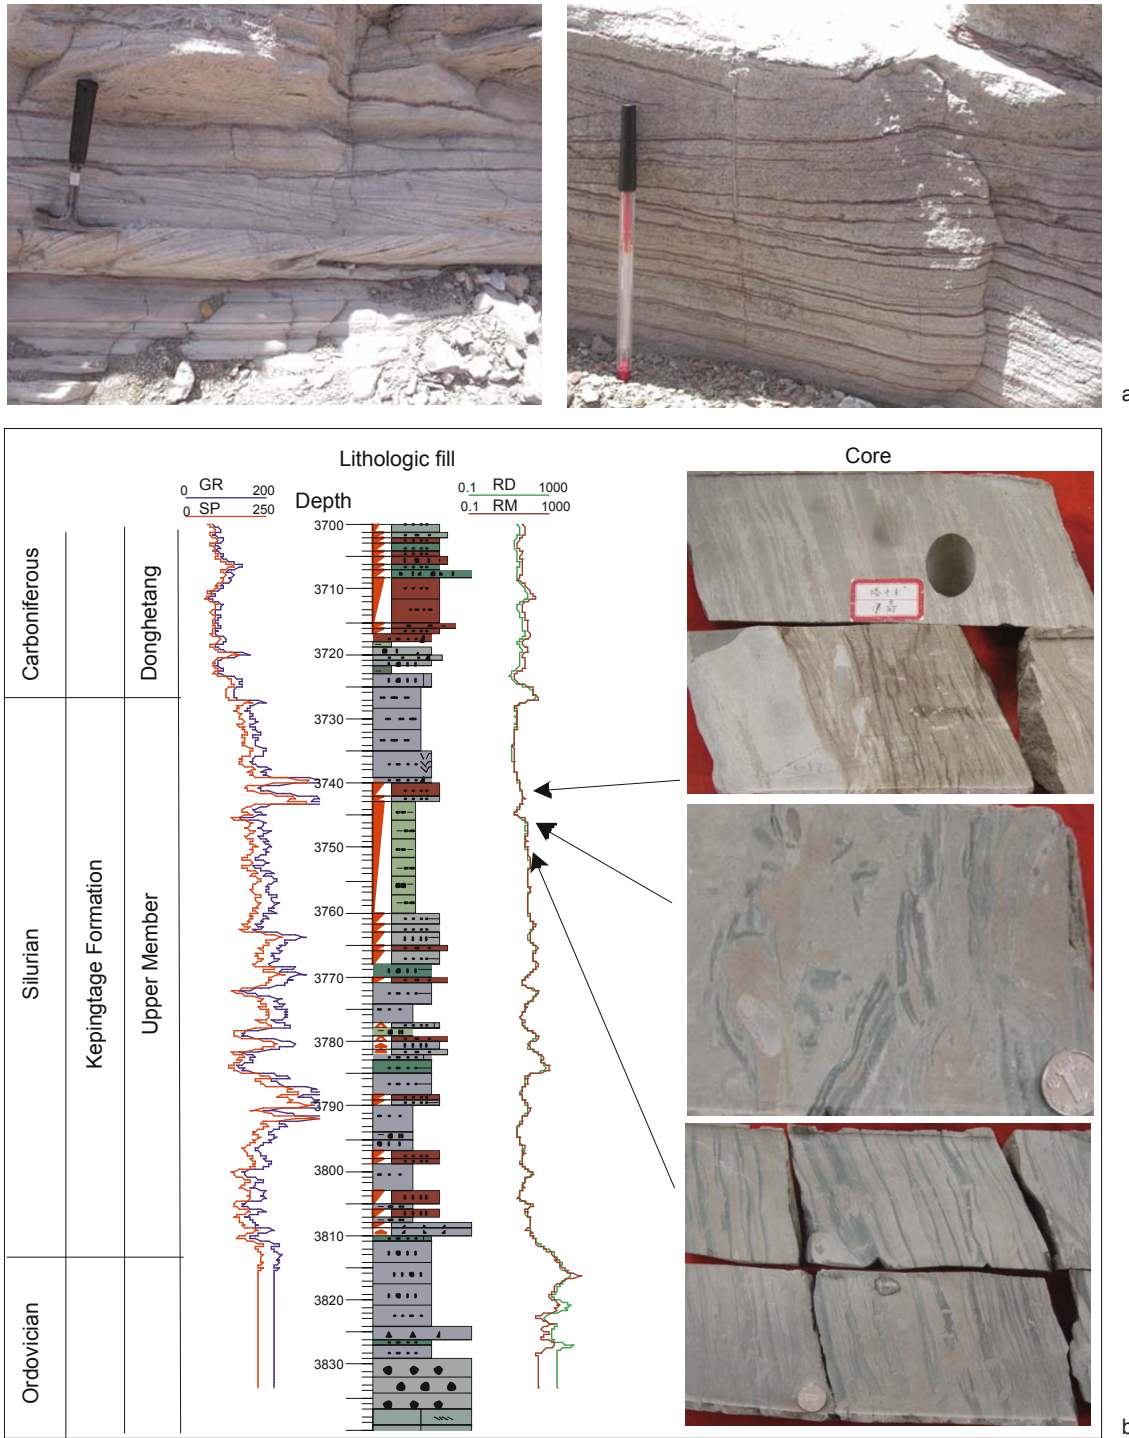 a
Lithologic fill
Core
0 GR 200
0 SP 250
Depth
0.1 RD 1000
0.1 RM 1000
Carboniferous
Donghetang
Silurian
Kepingtage Formation
Upper Member
Ordovician
3700
3710
3720
3730
3740
3750
3760
3770
3780
3790
3800
3810
3820
3830
b